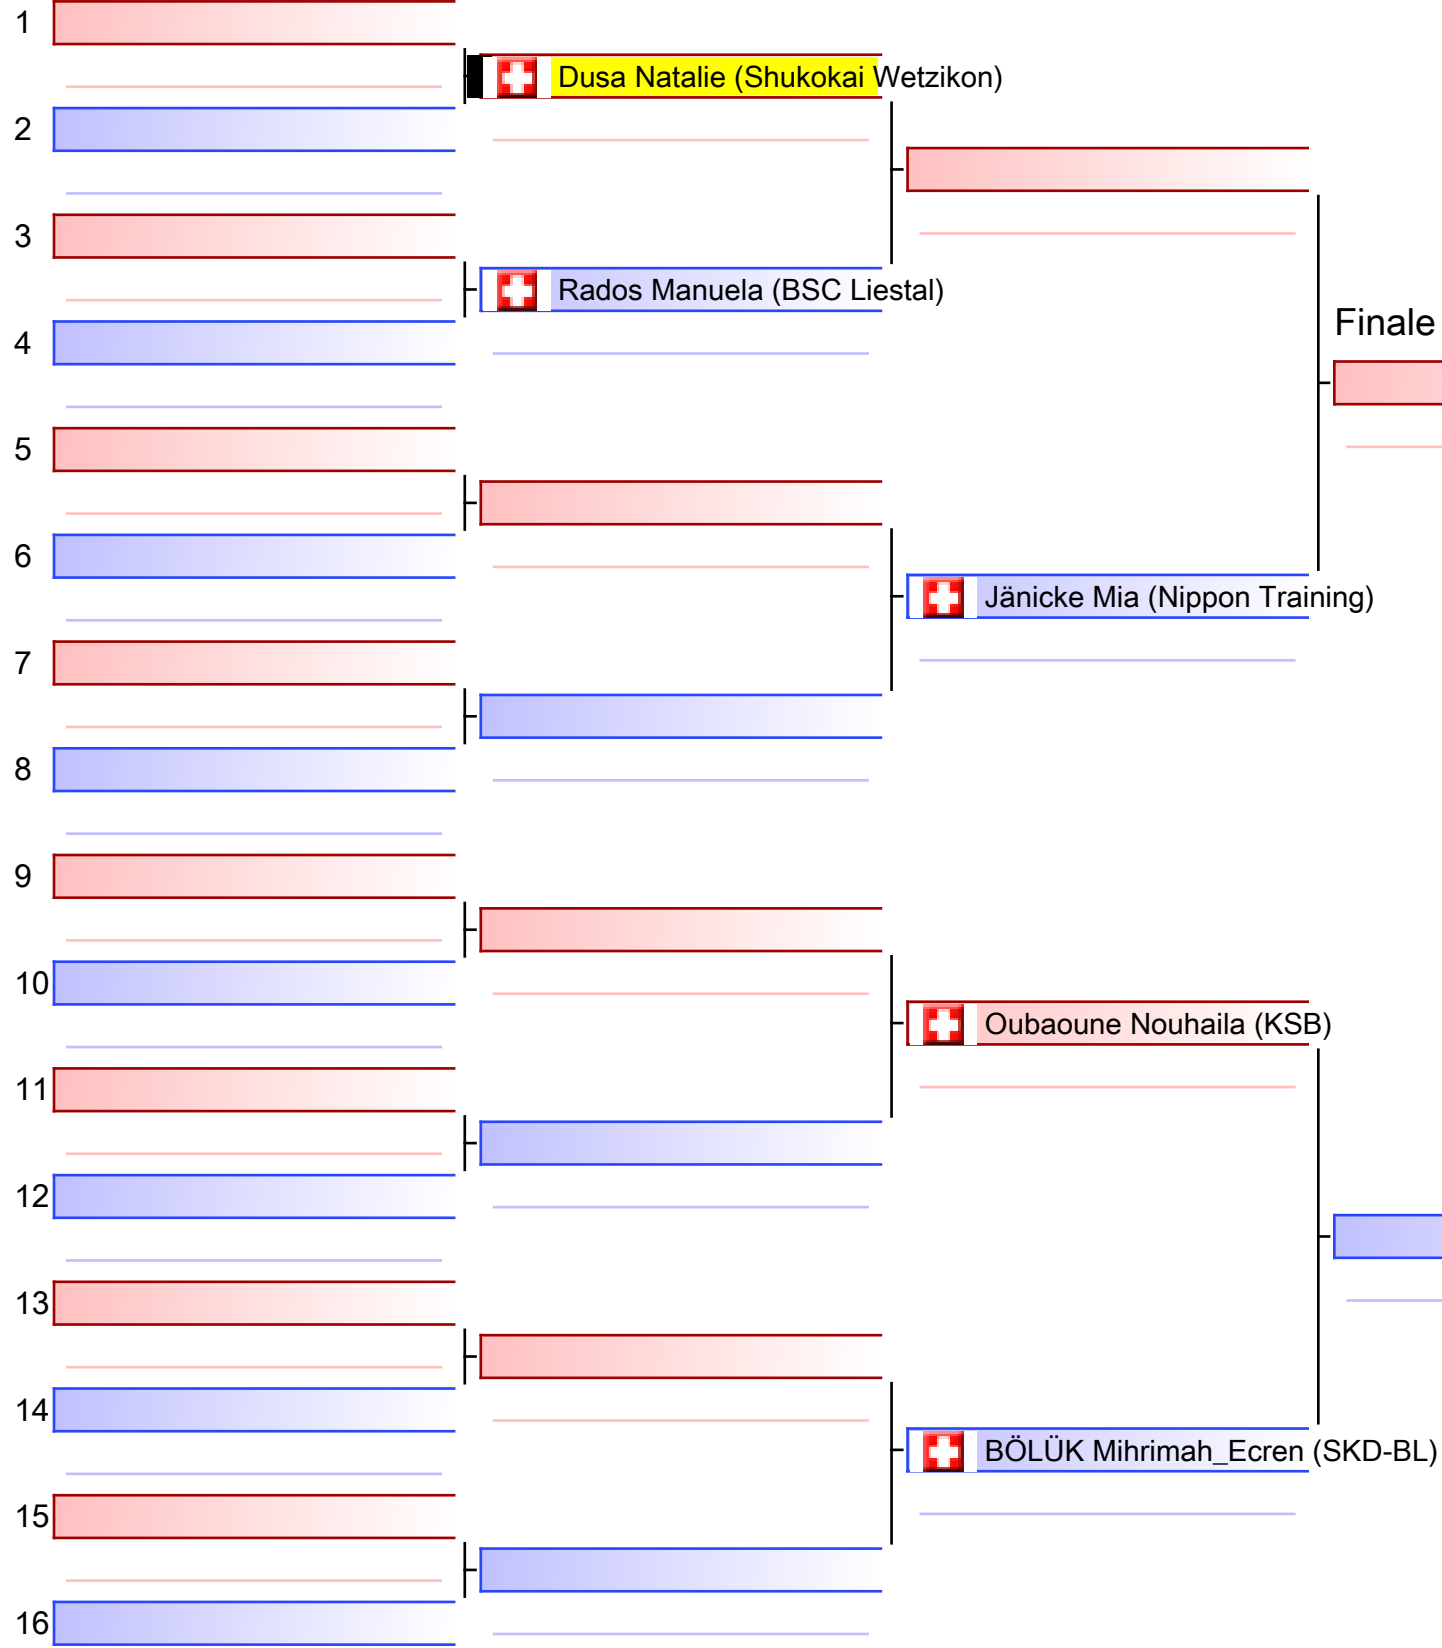 1
Dusa Natalie (Shukokai Wetzikon)
2
3
Rados Manuela (BSC Liestal)
Finale
4
5
6
Jänicke Mia (Nippon Training)
7
8
9
10
Oubaoune Nouhaila (KSB)
11
12
13
14
BÖLÜK Mihrimah_Ecren (SKD-BL)
15
16